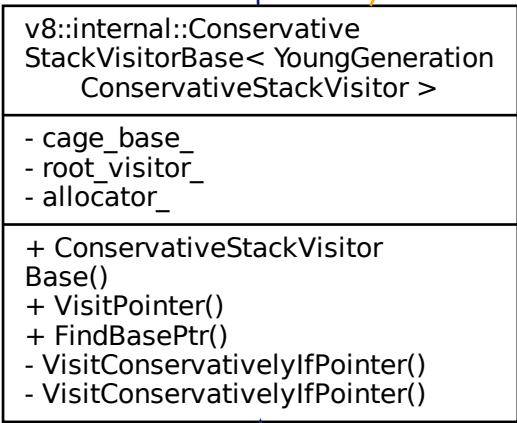 v8::internal::Conservative
StackVisitorBase< YoungGeneration
ConservativeStackVisitor >
- cage_base_
- root_visitor_
- allocator_
+ ConservativeStackVisitor
Base()
+ VisitPointer()
+ FindBasePtr()
- VisitConservativelyIfPointer()
- VisitConservativelyIfPointer()